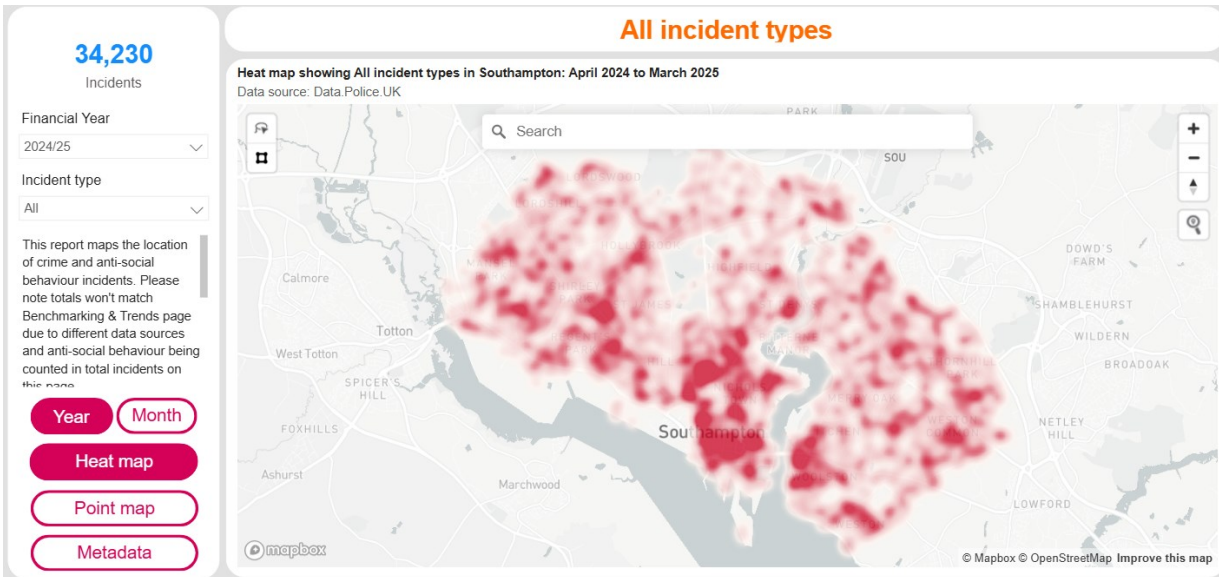 34,230
Incidents
Financial Year
2024/25
Incident type
All
This report maps the location
of crime and anti-social
behaviour incidents. Please
note totals won't match
Benchmarking & Trends page
due to different data sources
and anti-social behaviour being
counted in total incidents on
this page
Year
Month
Heat map
Point map
Metadata
All incident types
Heat map showing All incident types in Southampton: April 2024 to March 2025
Data source: Data.Police.UK
Search
PARK
SOU
LORDSWOOD
DOWD'S
FARM
Calmore
SHAMBLEHURST
Totton
WILDERN
West Totton
BROADOAK
SPICER'S
HILL
FOXHILLS
Southampton
NETLEY
HILL
Ashurst
Marchwood
LOWFORD
mapbox
© Mapbox © OpenStreetMap Improve this map